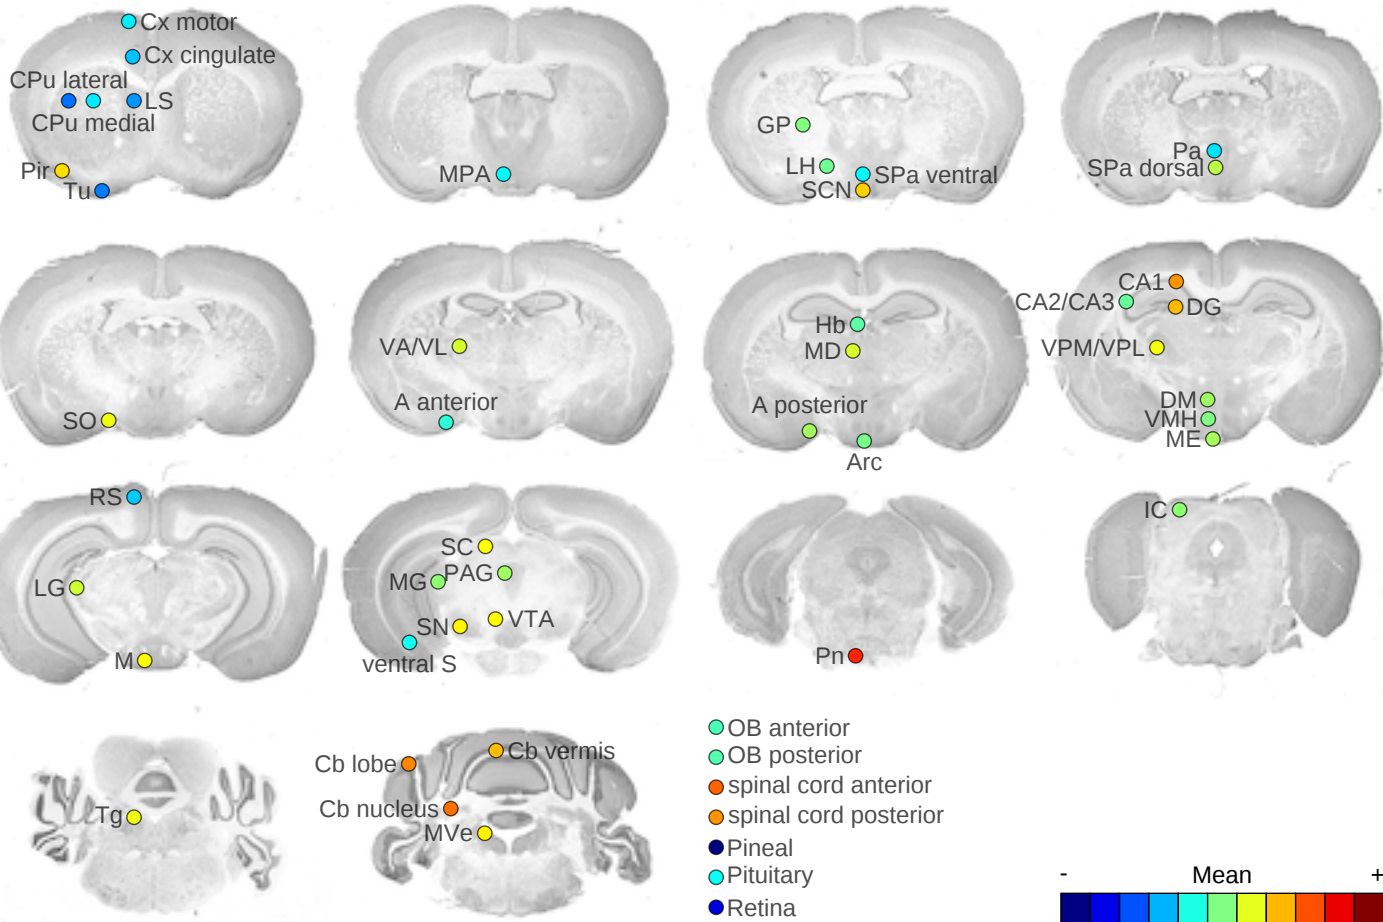 Cx motor
Cx cingulate
CPu lateral
LS
CPu medial
Pir
Tu
MPA
GP
LH
SPa ventral
SCN
Pa
SPa dorsal
SO
VA/VL
A anterior
Hb
MD
A posterior
Arc
CA1
CA2/CA3
DG
VPM/VPL
DM
VMH
ME
RS
LG
M
SC
MG
PAG
SN
VTA
ventral S
Pn
IC
Tg
Cb lobe
Cb vermis
Cb nucleus
MVe
OB anterior
OB posterior
spinal cord anterior
spinal cord posterior
Pineal
Pituitary
Retina
- Mean +